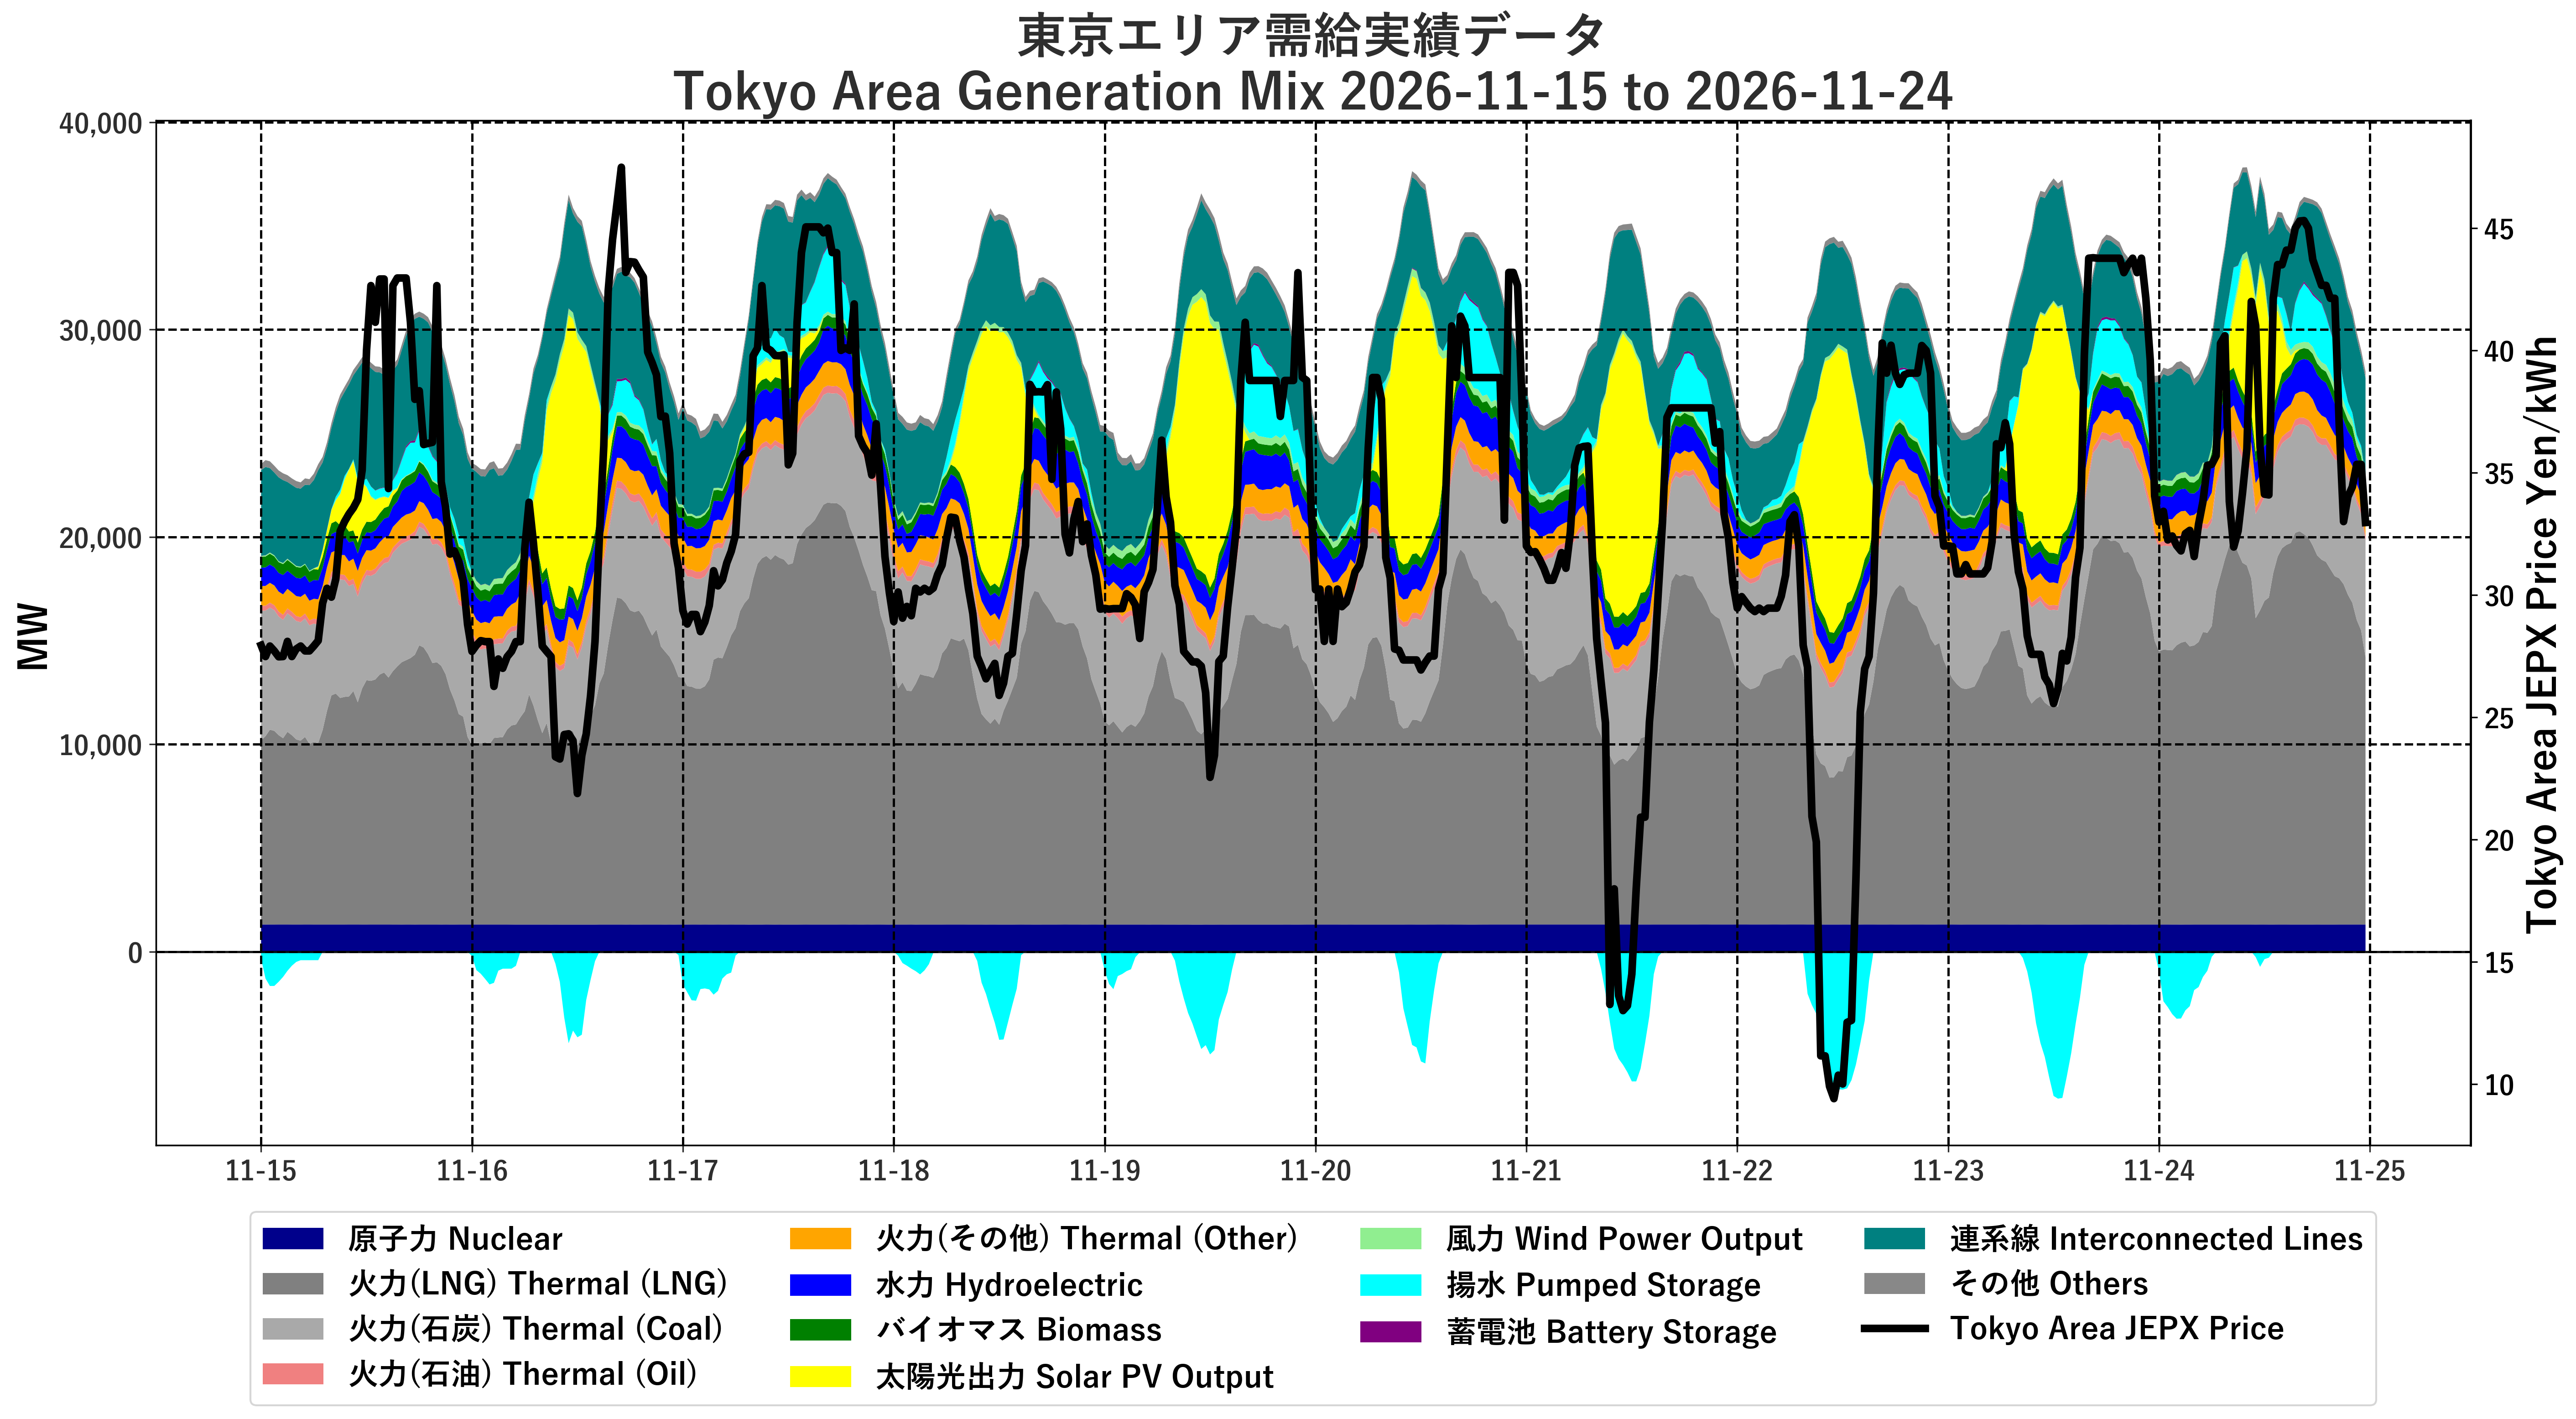 東京エリア需給実績データ
Tokyo Area Generation Mix 2026-11-15 to 2026-11-24
MW
40,000
30,000
20,000
10,000
0
45
40
35
30
25
20
15
10
Tokyo Area JEPX Price Yen/kWh
11-15 11-16 11-17 11-18 11-19 11-20 11-21 11-22 11-23 11-24 11-25
原子力 Nuclear
火力(LNG) Thermal (LNG)
火力(石炭) Thermal (Coal)
火力(石油) Thermal (Oil)
火力(その他) Thermal (Other)
水力 Hydroelectric
バイオマス Biomass
太陽光出力 Solar PV Output
風力 Wind Power Output
揚水 Pumped Storage
蓄電池 Battery Storage
連系線 Interconnected Lines
その他 Others
Tokyo Area JEPX Price